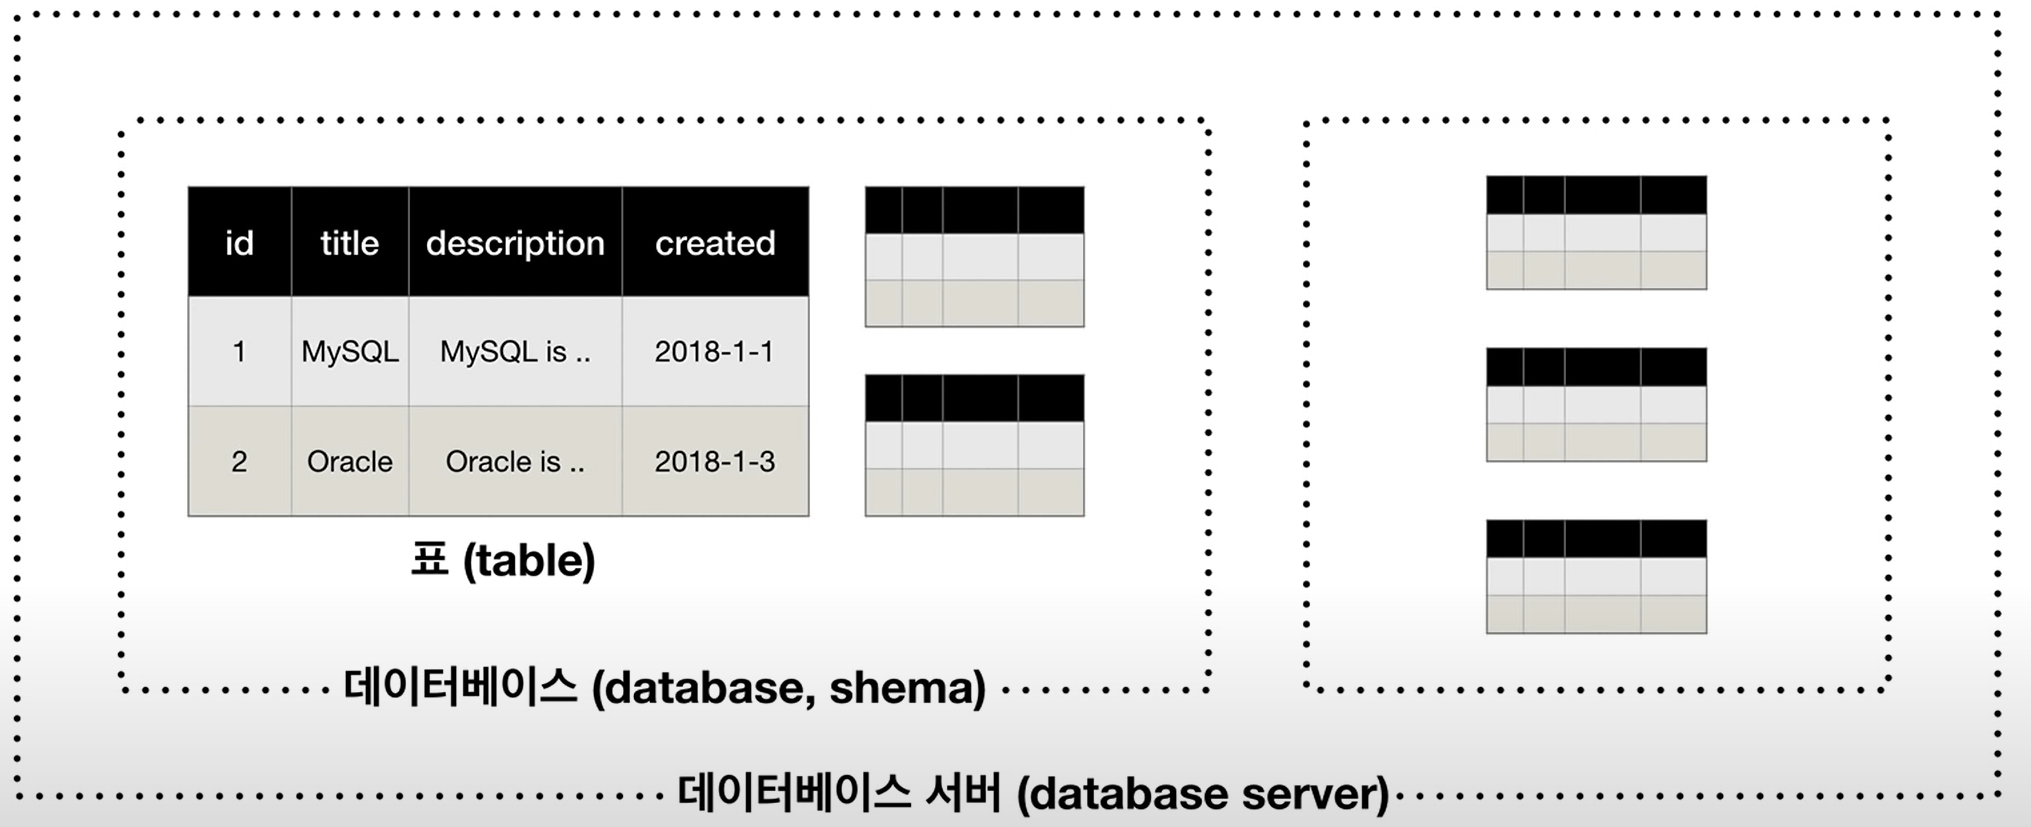 id title description created
1 MySQL MySQL is .. 2018-1-1
2 Oracle Oracle is .. 2018-1-3
표 (table)
데이터베이스 (database, shema)
데이터베이스 서버 (database server)